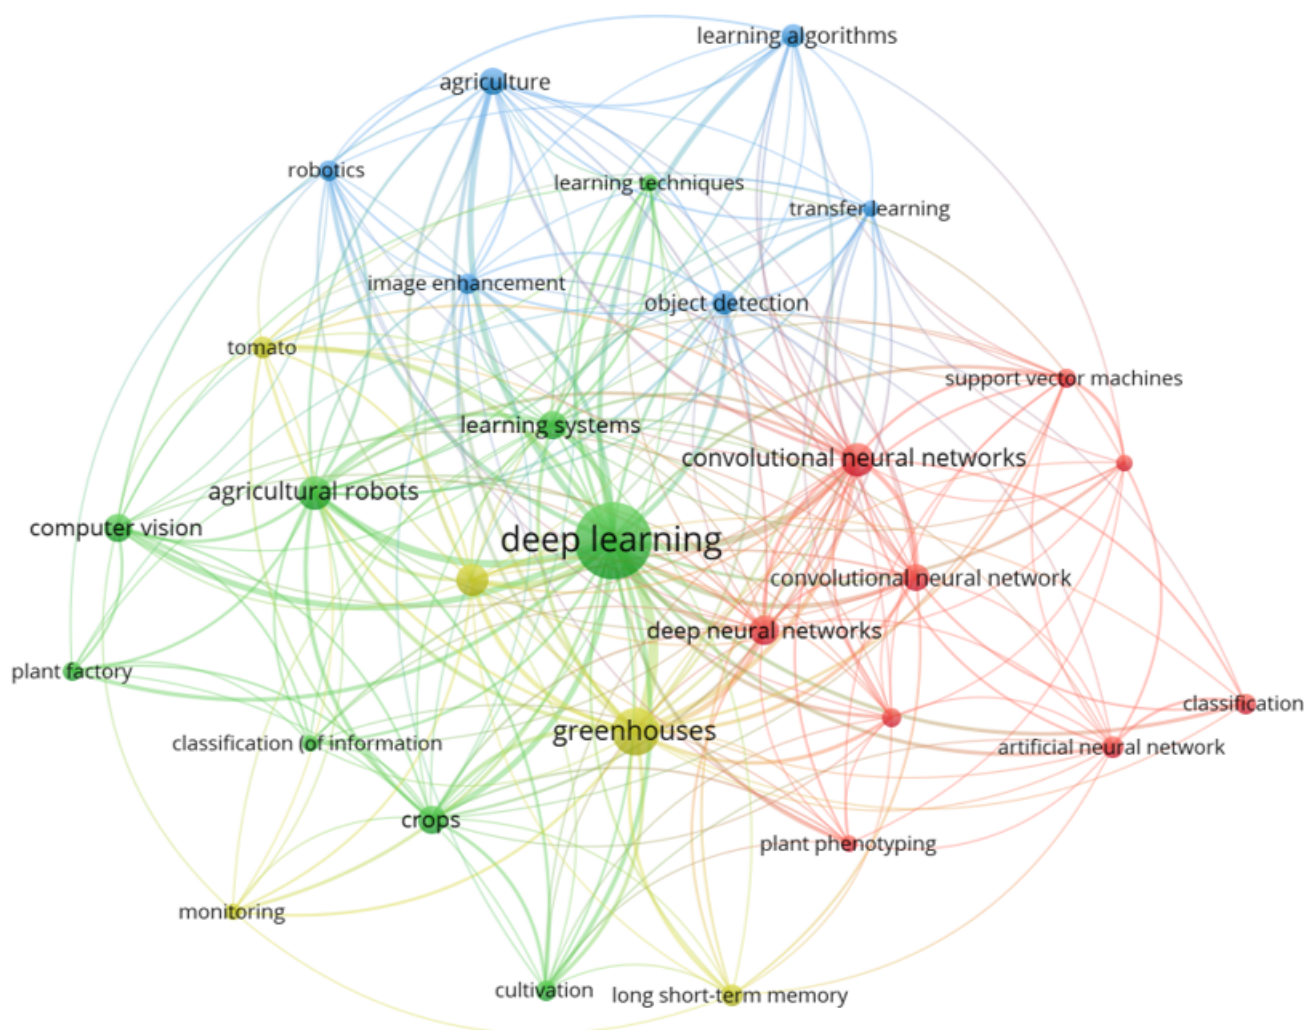 learning algorithms
agriculture
robotics
learning techniques
transfer learning
image enhancement
object detection
tomato
support vector machines
learning systems
convolutional neural networks
agricultural robots
computer vision
deep learning
convolutional neural network
deep neural networks
plant factory
classification
greenhouses
classification (of information
artificial neural network
crops
plant phenotyping
monitoring
cultivation
long short-term memory